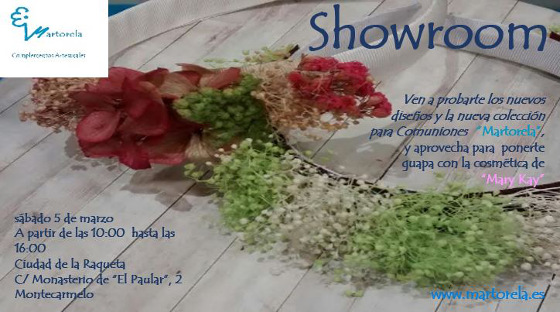 Martorela
Complementos Artesanales
Showroom
Ven a probarte los nuevos
diseños y la nueva colección
para Comuniones "Martorela",
y aprovecha para ponerte
guapa con la cosmética de
"Mary Kay"
sábado 5 de marzo
A partir de las 10:00 hasta las
16:00
Ciudad de la Raqueta
C/ Monasterio de "El Paular", 2
Montecarmelo
www.martorela.es